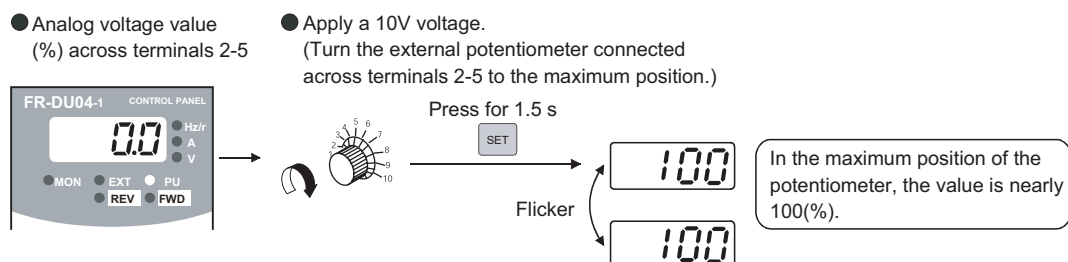 ● Analog voltage value
(%) across terminals 2-5
● Apply a 10V voltage.
(Turn the external potentiometer connected
across terminals 2-5 to the maximum position.)
FR-DU04-1 CONTROL PANEL
0.0
Hz/r
A
V
MON EXT PU
REV FWD
1 2 3 4 5 6 7 8 9 10
Press for 1.5 s
SET
Flicker
100
100
In the maximum position of the
potentiometer, the value is nearly
100(%).